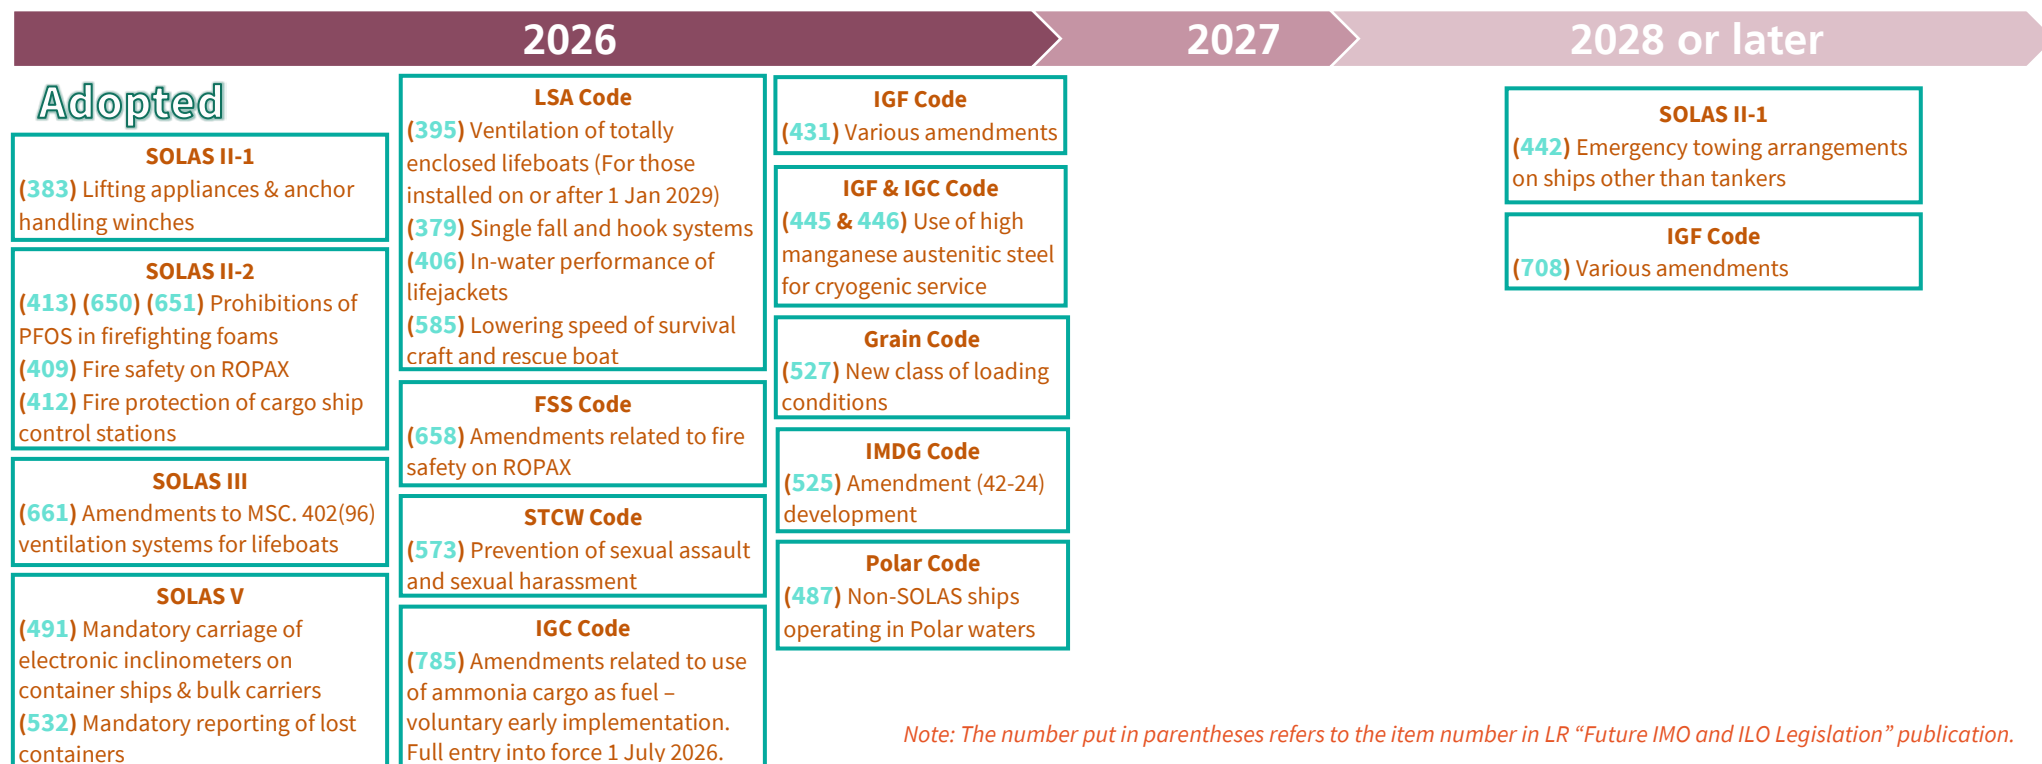 2026
2027
2028 or later
Adopted
SOLAS II-1
(383) Lifting appliances & anchor
handling winches
SOLAS II-2
(413) (650) (651) Prohibitions of
PFOS in firefighting foams
(409) Fire safety on ROPAX
(412) Fire protection of cargo ship
control stations
SOLAS III
(661) Amendments to MSC. 402(96)
ventilation systems for lifeboats
SOLAS V
(491) Mandatory carriage of
electronic inclinometers on
container ships & bulk carriers
(532) Mandatory reporting of lost
containers
LSA Code
(395) Ventilation of totally
enclosed lifeboats (For those
installed on or after 1 Jan 2029)
(379) Single fall and hook systems
(406) In-water performance of
lifejackets
(585) Lowering speed of survival
craft and rescue boat
FSS Code
(658) Amendments related to fire
safety on ROPAX
STCW Code
(573) Prevention of sexual assault
and sexual harassment
IGC Code
(785) Amendments related to use
of ammonia cargo as fuel –
voluntary early implementation.
Full entry into force 1 July 2026.
IGF Code
(431) Various amendments
IGF & IGC Code
(445 & 446) Use of high
manganese austenitic steel
for cryogenic service
Grain Code
(527) New class of loading
conditions
IMDG Code
(525) Amendment (42-24)
development
Polar Code
(487) Non-SOLAS ships
operating in Polar waters
SOLAS II-1
(442) Emergency towing arrangements
on ships other than tankers
IGF Code
(708) Various amendments
Note: The number put in parentheses refers to the item number in LR “Future IMO and ILO Legislation” publication.